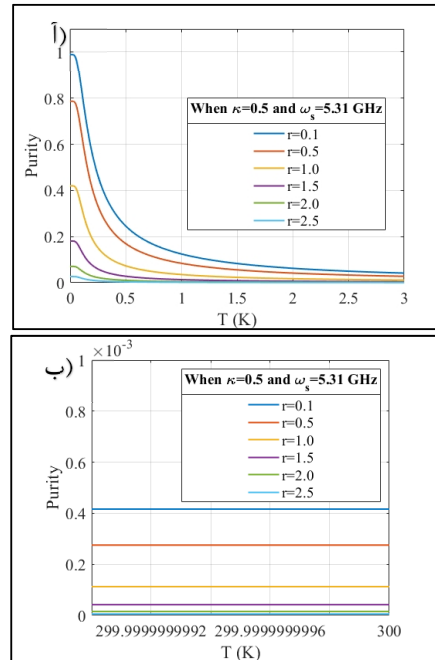 أ)
When κ=0.5 and ω_s=5.31 GHz
r=0.1
r=0.5
r=1.0
r=1.5
r=2.0
r=2.5
1
0.8
0.6
0.4
0.2
0
Purity
0 0.5 1 1.5 2 2.5 3
T (K)
ب)
×10^-3
When κ=0.5 and ω_s=5.31 GHz
r=0.1
r=0.5
r=1.0
r=1.5
r=2.0
r=2.5
1
0.8
0.6
0.4
0.2
0
Purity
299.9999999992 299.9999999996 300
T (K)